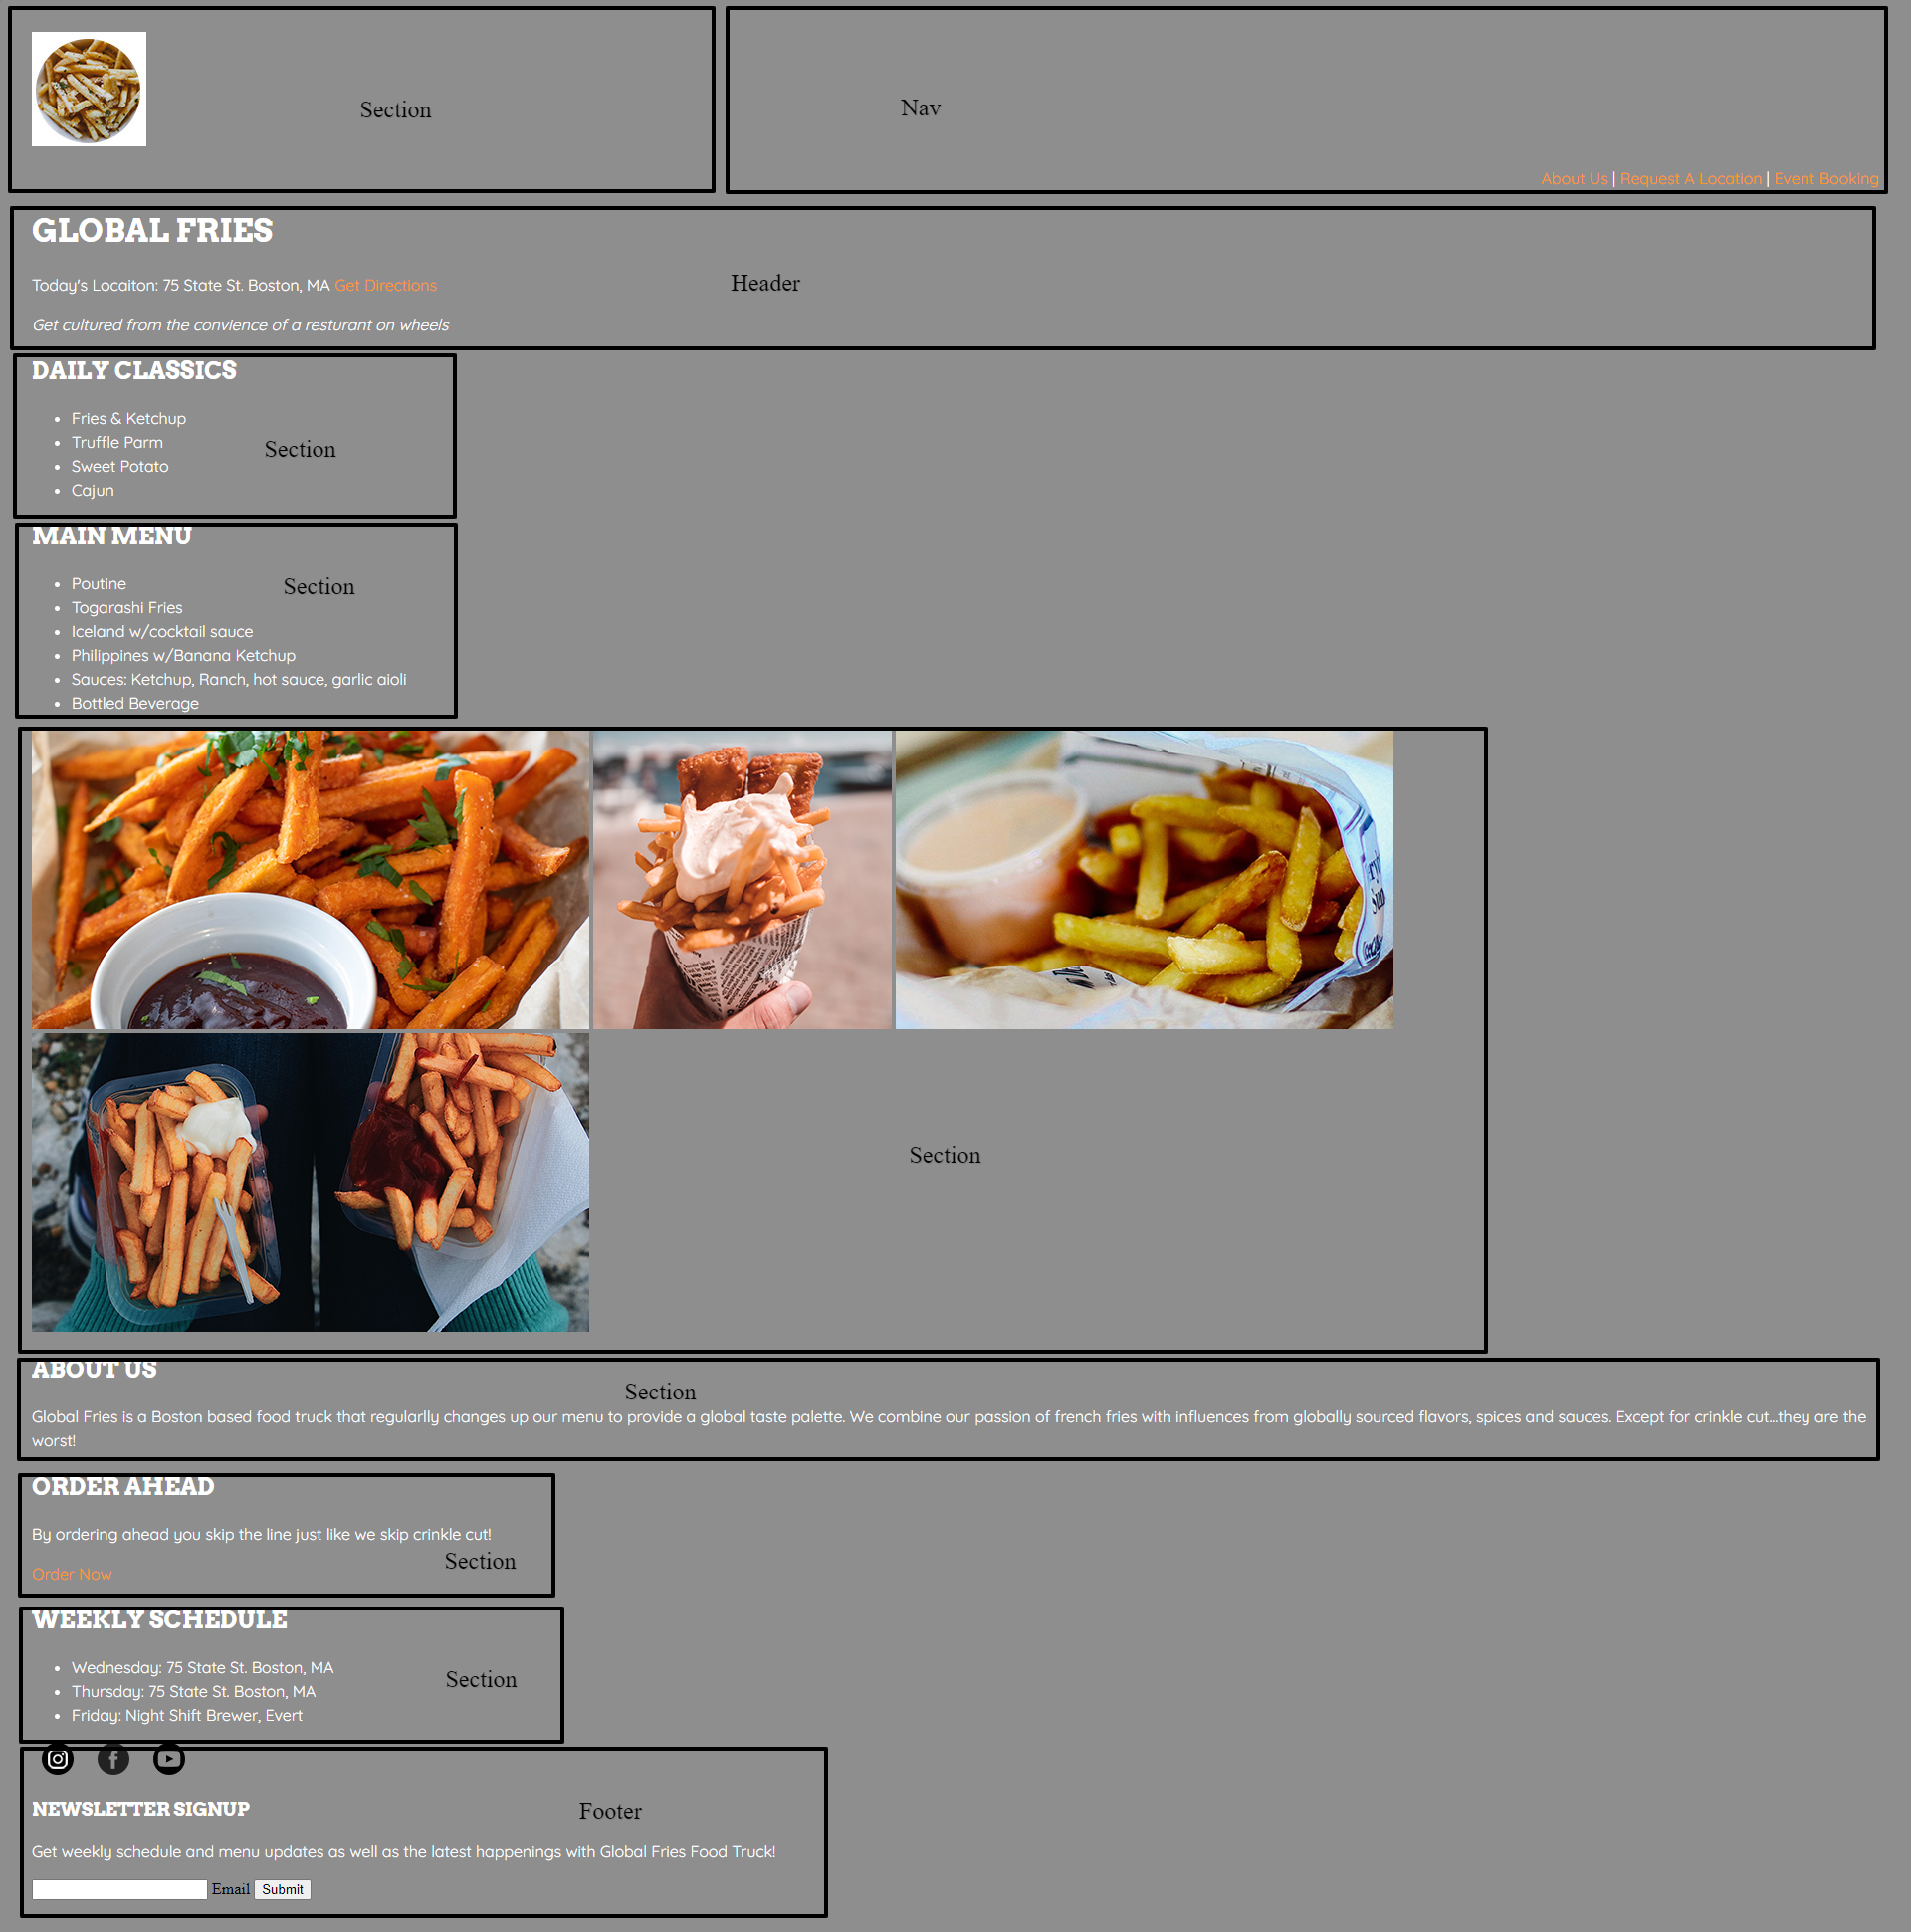 Section
Nav
About Us | Request A Location | Event Booking
GLOBAL FRIES
Today's Locaiton: 75 State St. Boston, MA Get Directions
Header
Get cultured from the convience of a resturant on wheels
DAILY CLASSICS
• Fries & Ketchup
• Truffle Parm
Section
• Sweet Potato
• Cajun
MAIN MENU
• Poutine
Section
• Togarashi Fries
• Iceland w/cocktail sauce
• Philippines w/Banana Ketchup
• Sauces: Ketchup, Ranch, hot sauce, garlic aioli
• Bottled Beverage
Section
ABOUT US
Section
Global Fries is a Boston based food truck that regularlly changes up our menu to provide a global taste palette. We combine our passion of french fries with influences from globally sourced flavors, spices and sauces. Except for crinkle cut...they are the
worst!
ORDER AHEAD
By ordering ahead you skip the line just like we skip crinkle cut!
Section
Order Now
WEEKLY SCHEDULE
• Wednesday: 75 State St. Boston, MA
Section
• Thursday: 75 State St. Boston, MA
• Friday: Night Shift Brewer, Evert
NEWSLETTER SIGNUP
Footer
Get weekly schedule and menu updates as well as the latest happenings with Global Fries Food Truck!
Email Submit